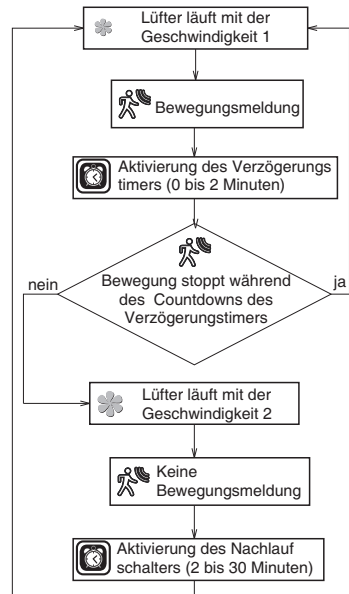 Lüfter läuft mit der
Geschwindigkeit 1
Bewegungsmeldung
Aktivierung des Verzögerungs
timers (0 bis 2 Minuten)
nein
ja
Bewegung stoppt während
des Countdowns des
Verzögerungstimers
Lüfter läuft mit der
Geschwindigkeit 2
Keine
Bewegungsmeldung
Aktivierung des Nachlauf
schalters (2 bis 30 Minuten)